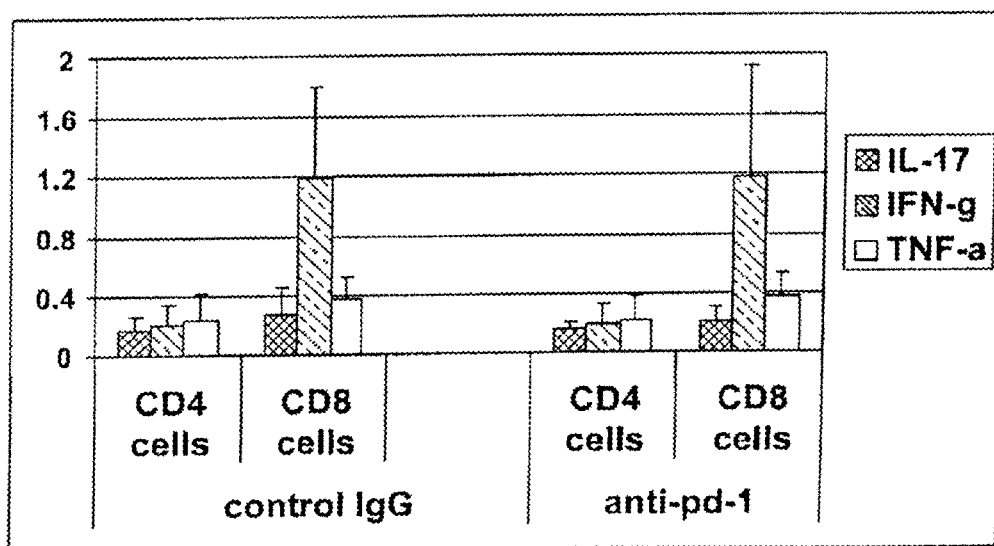 2
1.6
1.2
0.8
0.4
0
IL-17
IFN-g
TNF-a
CD4 cells
CD8 cells
CD4 cells
CD8 cells
control IgG
anti-pd-1